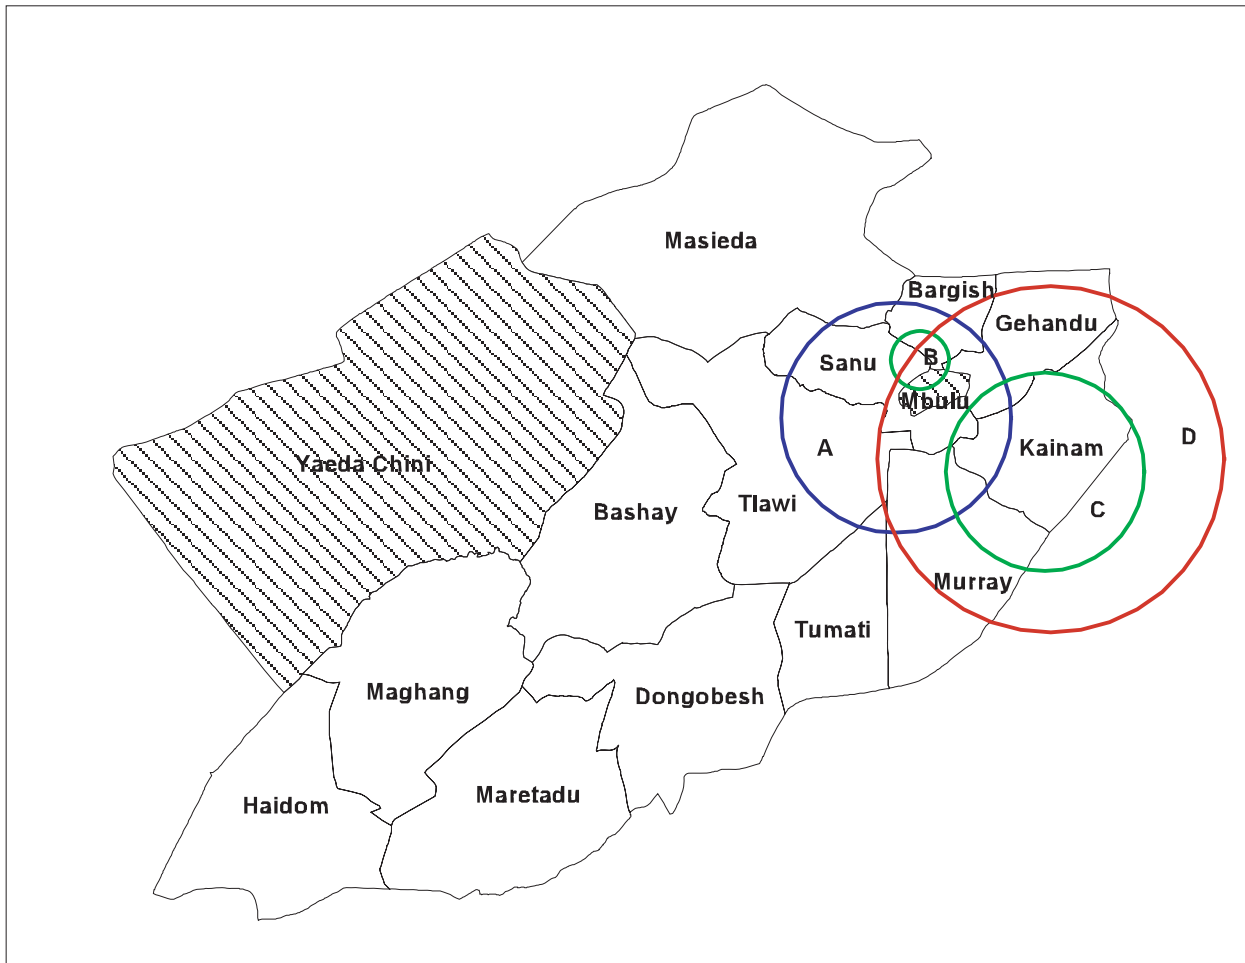 Masieda
Bargish
Gehandu
Sanu
B
Mbulu
Yaeda Chini
A
Kainam
D
Tlawi
Bashay
C
Murray
Tumati
Maghang
Dongobesh
Haidom
Maretadu